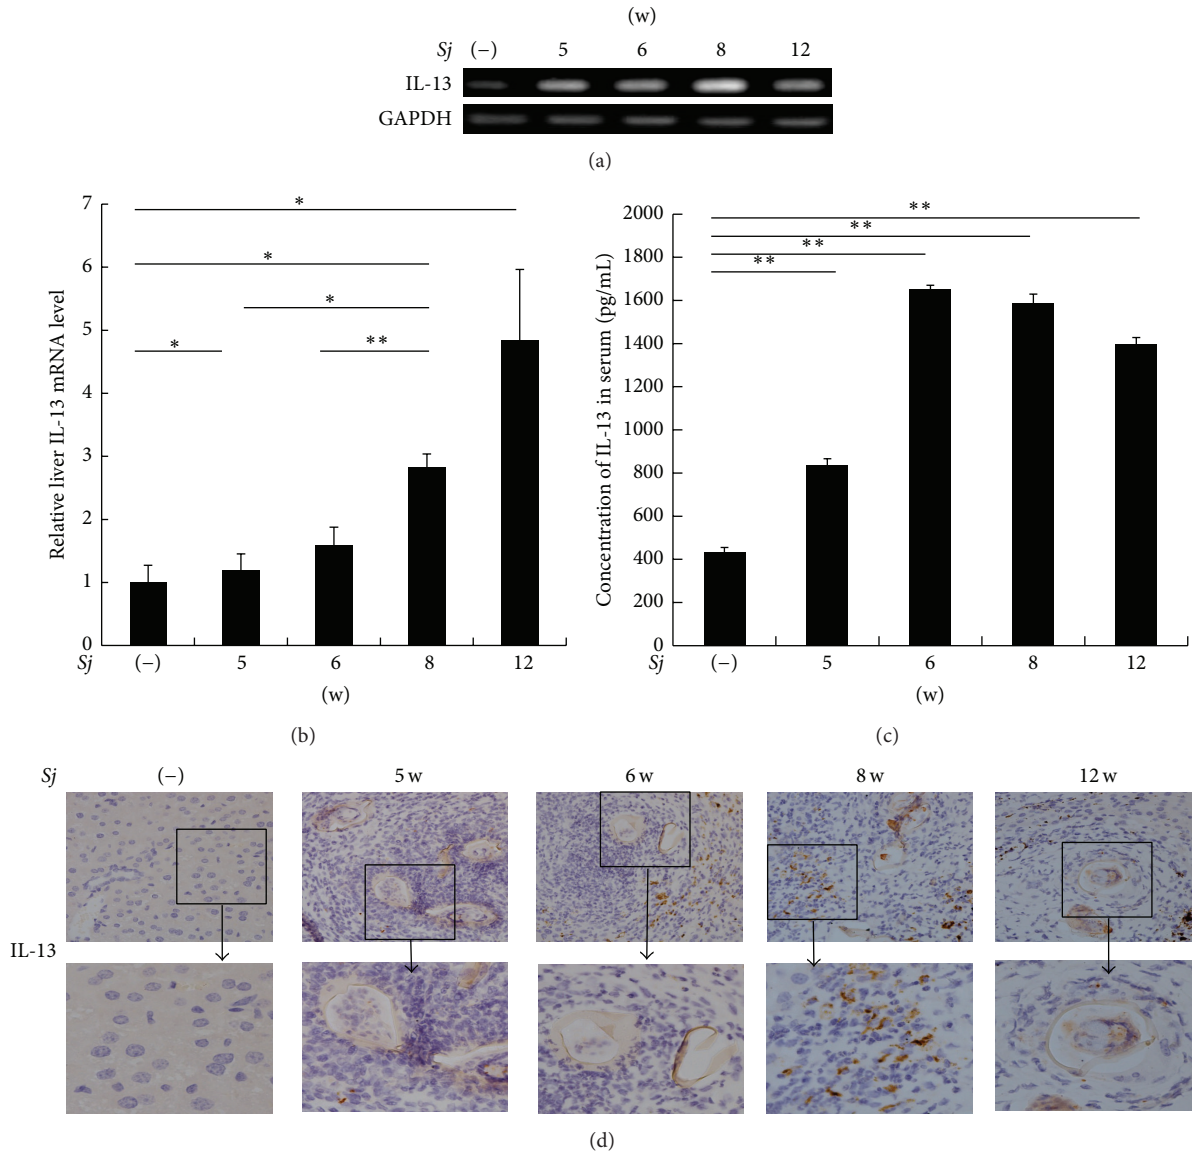 (w)
Sj (−) 5 6 8 12
IL-13
GAPDH
(a)
Relative liver IL-13 mRNA level
7
6
5
4
3
2
1
0
*
*
*
* **
Sj (−) 5 6 8 12
(w)
(b)
Concentration of IL-13 in serum (pg/mL)
2000
1800
1600
1400
1200
1000
800
600
400
200
0
**
**
**
**
Sj (−) 5 6 8 12
(w)
(c)
Sj (−) 5 w 6 w 8 w 12 w
IL-13
(d)